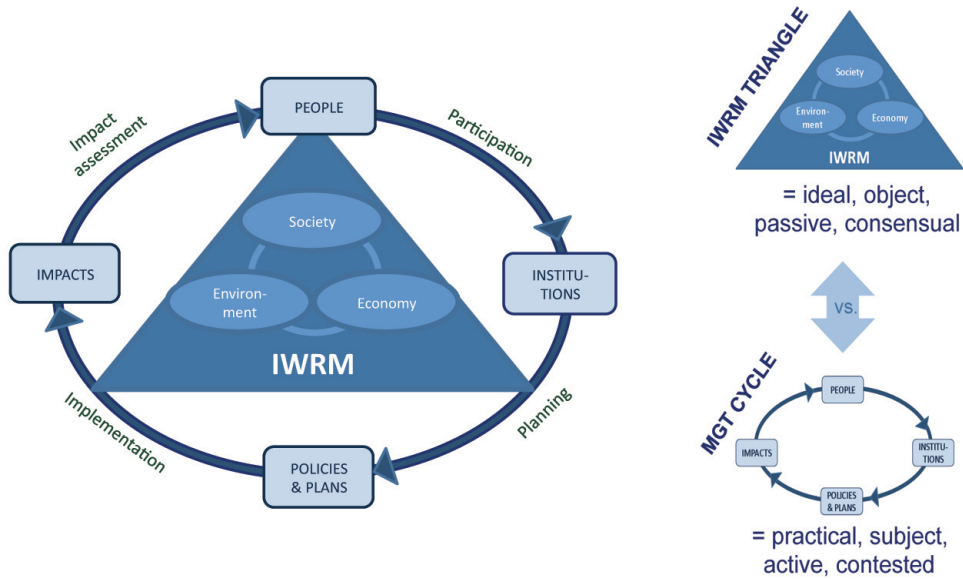 PEOPLE
Impact
assessment
Participation
Society
IMPACTS
INSTITU-
TIONS
Environ-
ment
Economy
IWRM
Implementation
Planning
POLICIES
& PLANS
IWRM TRIANGLE
Society
Environ-
ment
Economy
IWRM
= ideal, object,
passive, consensual
vs.
MGT CYCLE
PEOPLE
IMPACTS
INSTITU-
TIONS
POLICIES
& PLANS
= practical, subject,
active, contested